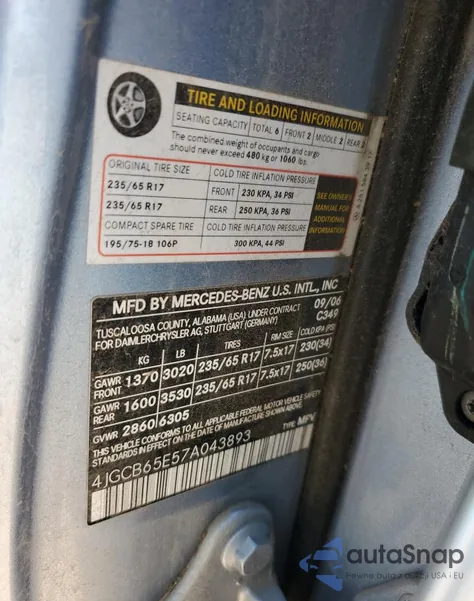 TIRE AND LOADING INFORMATION
SEATING CAPACITY TOTAL 6 FRONT 2 MIDDLE 2 REAR
The combined weight of occupants and cargo
should never exceed 480 kg or 1060 lbs.
ORIGINAL TIRE SIZE COLD TIRE INFLATION PRESSURE
235/65 R17 FRONT 230 KPA, 34 PSI
235/65 R17 REAR 250 KPA, 36 PSI
COMPACT SPARE TIRE COLD TIRE INFLATION PRESSURE
195/75-18 106P 300 KPA, 44 PSI
SEE OWNER'S
MANUAL FOR
ADDITIONAL
INFORMATION
MFD BY MERCEDES-BENZ U.S. INTL., INC
TUSCALOOSA COUNTY, ALABAMA (USA) UNDER CONTRACT 09/06
FOR DAIMLERCHRYSLER AG, STUTTGART (GERMANY) C349
KG LB TIRES RIM SIZE COLD KPA (PSI)
GAWR FRONT 1370 3020 235/65 R17 7.5x17 230(34)
GAWR REAR 1600 3530 235/65 R17 7.5x17 250(36)
GVWR 2860 6305
THIS VEHICLE CONFORMS TO ALL APPLICABLE FEDERAL MOTOR VEHICLE SAFETY
STANDARDS IN EFFECT ON THE DATE OF MANUFACTURE SHOWN ABOVE.
4JGCB65E57A043893 TYPE: MPV
autoSnap
Pewne auta z USA i EU